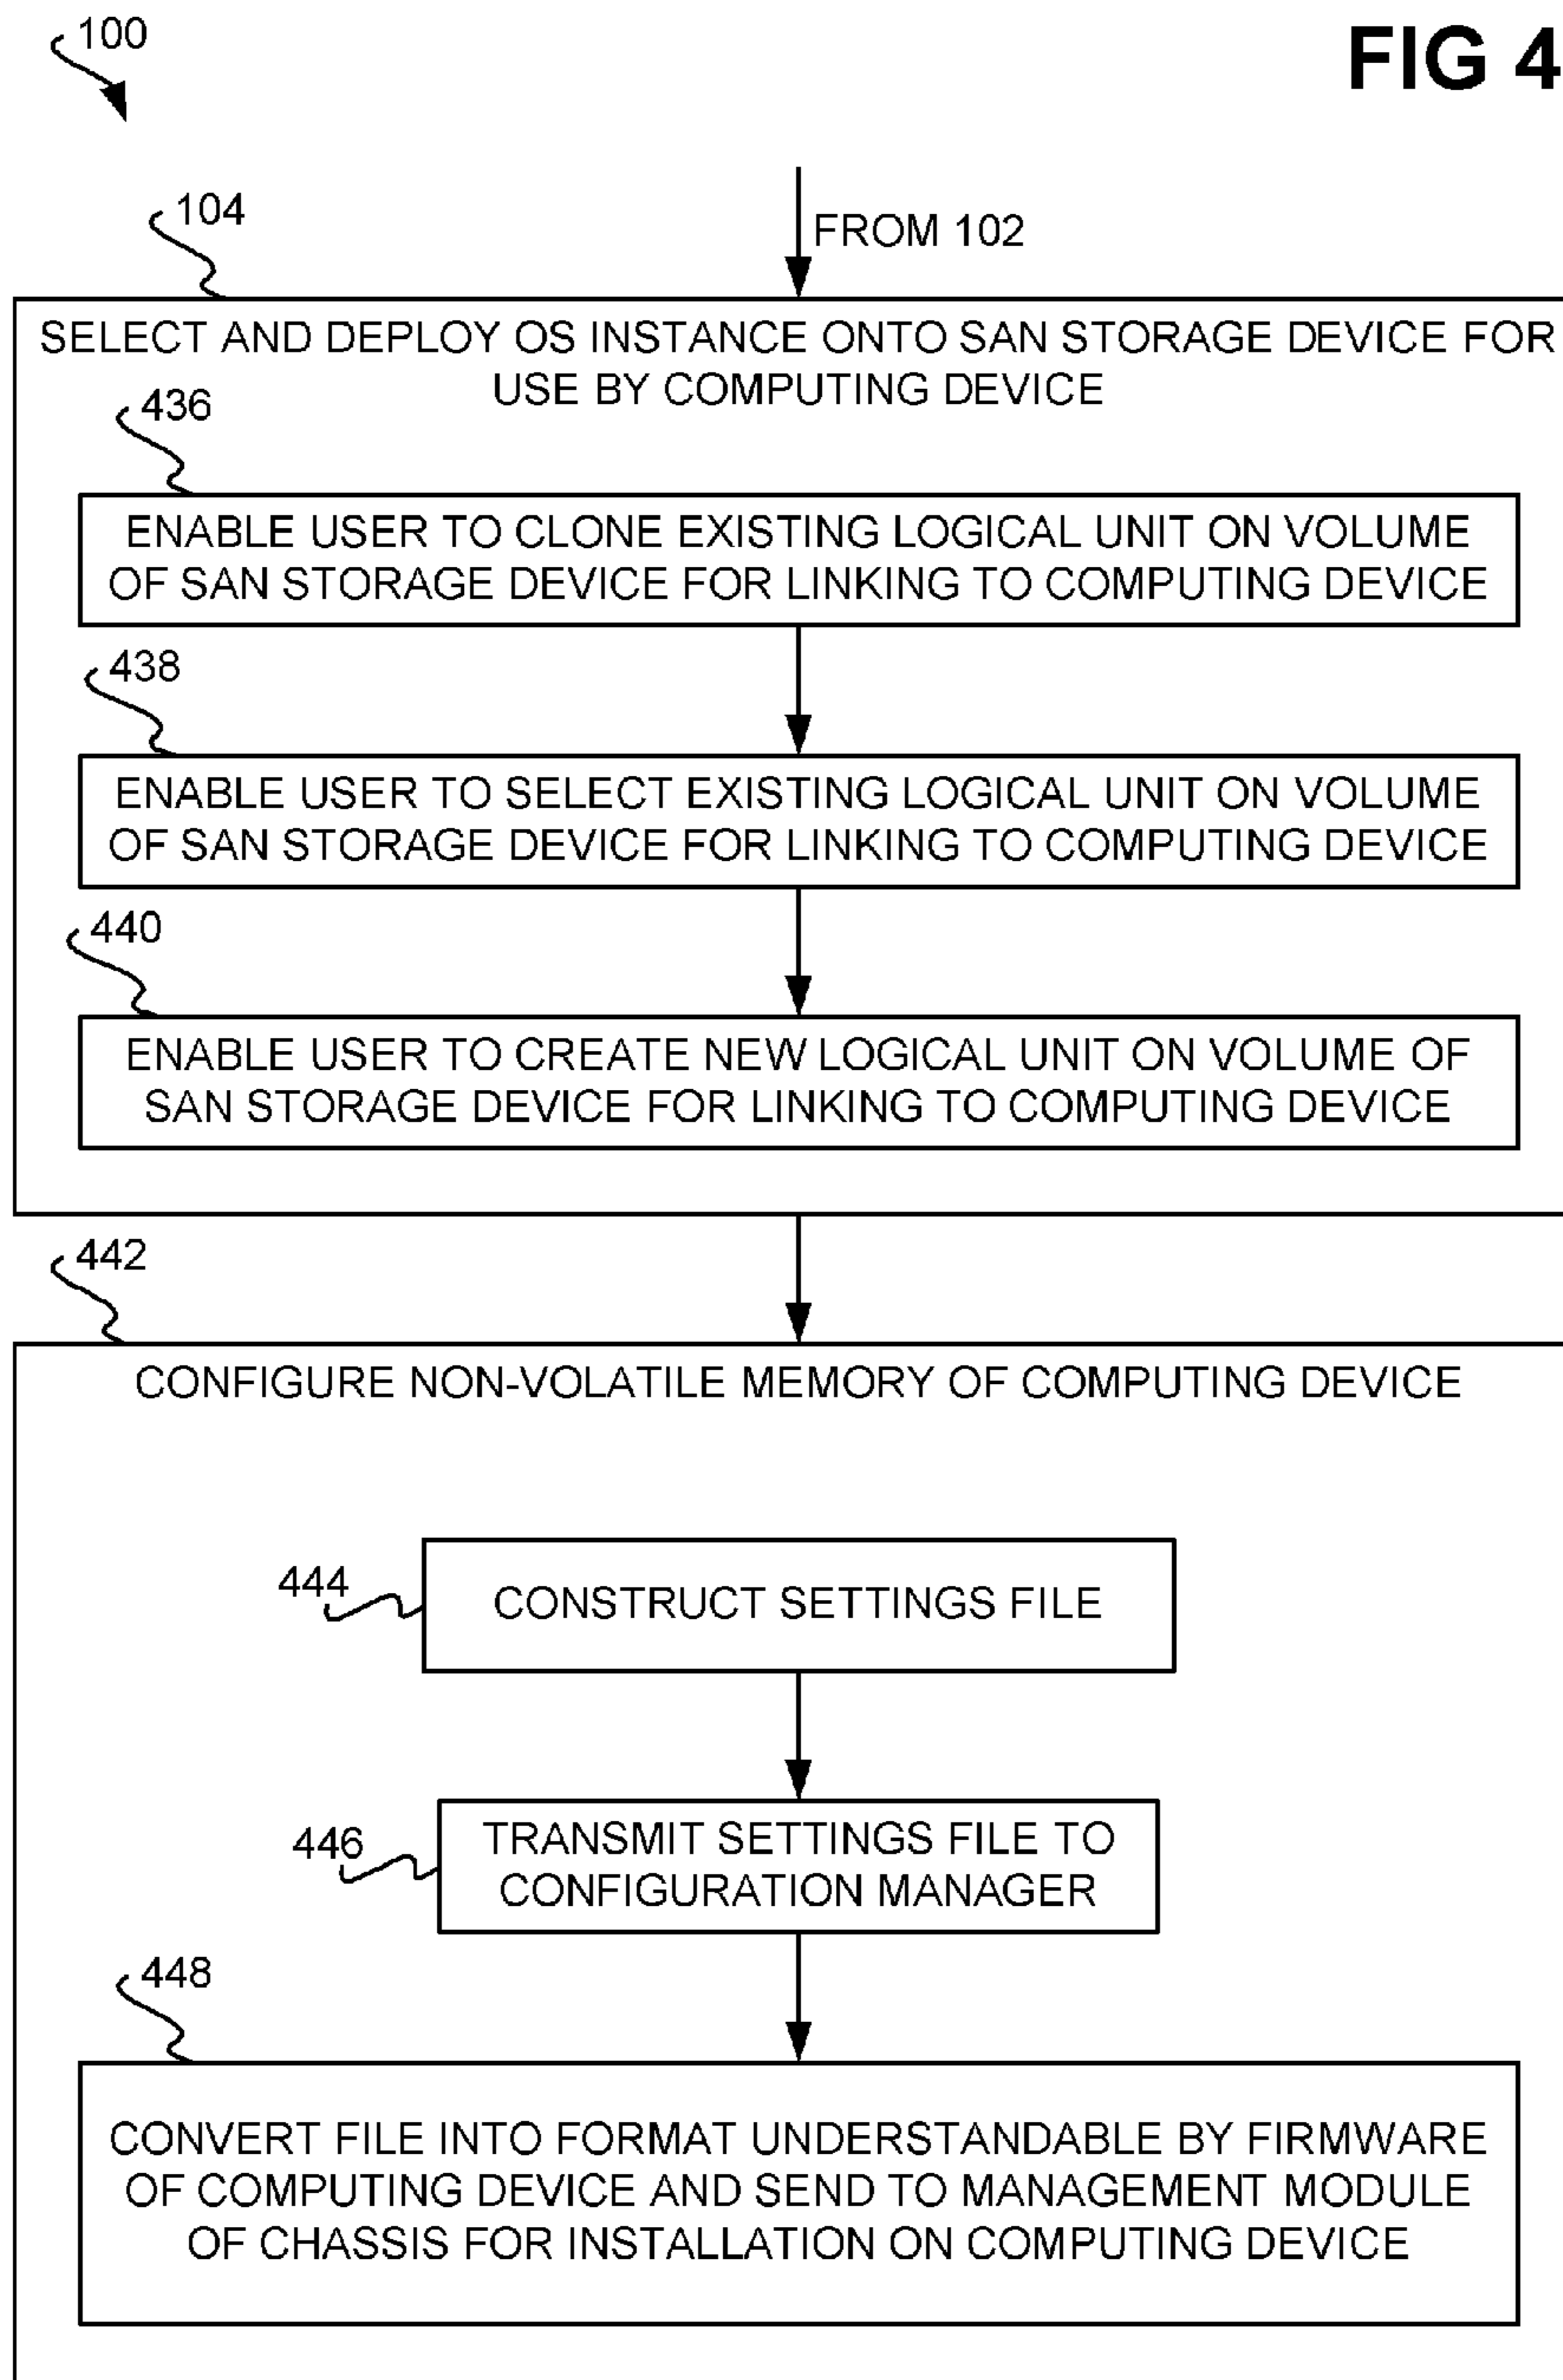 100
FIG 4
104
FROM 102
SELECT AND DEPLOY OS INSTANCE ONTO SAN STORAGE DEVICE FOR
USE BY COMPUTING DEVICE
436
ENABLE USER TO CLONE EXISTING LOGICAL UNIT ON VOLUME
OF SAN STORAGE DEVICE FOR LINKING TO COMPUTING DEVICE
438
ENABLE USER TO SELECT EXISTING LOGICAL UNIT ON VOLUME
OF SAN STORAGE DEVICE FOR LINKING TO COMPUTING DEVICE
440
ENABLE USER TO CREATE NEW LOGICAL UNIT ON VOLUME OF
SAN STORAGE DEVICE FOR LINKING TO COMPUTING DEVICE
442
CONFIGURE NON-VOLATILE MEMORY OF COMPUTING DEVICE
444
CONSTRUCT SETTINGS FILE
446
TRANSMIT SETTINGS FILE TO
CONFIGURATION MANAGER
448
CONVERT FILE INTO FORMAT UNDERSTANDABLE BY FIRMWARE
OF COMPUTING DEVICE AND SEND TO MANAGEMENT MODULE
OF CHASSIS FOR INSTALLATION ON COMPUTING DEVICE